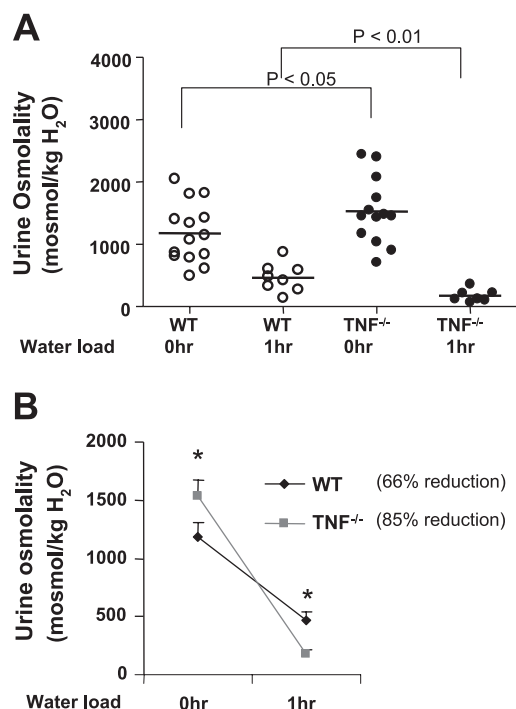 A
P < 0.01
P < 0.05
Urine Osmolality
(mosmol/kg H₂O)
4000
3000
2000
1000
0
WT WT TNF⁻/⁻ TNF⁻/⁻
Water load 0hr 1hr 0hr 1hr
B
Urine osmolality
(mosmol/kg H₂O)
2000
1500
1000
500
0
*
*
WT (66% reduction)
TNF⁻/⁻ (85% reduction)
Water load 0hr 1hr